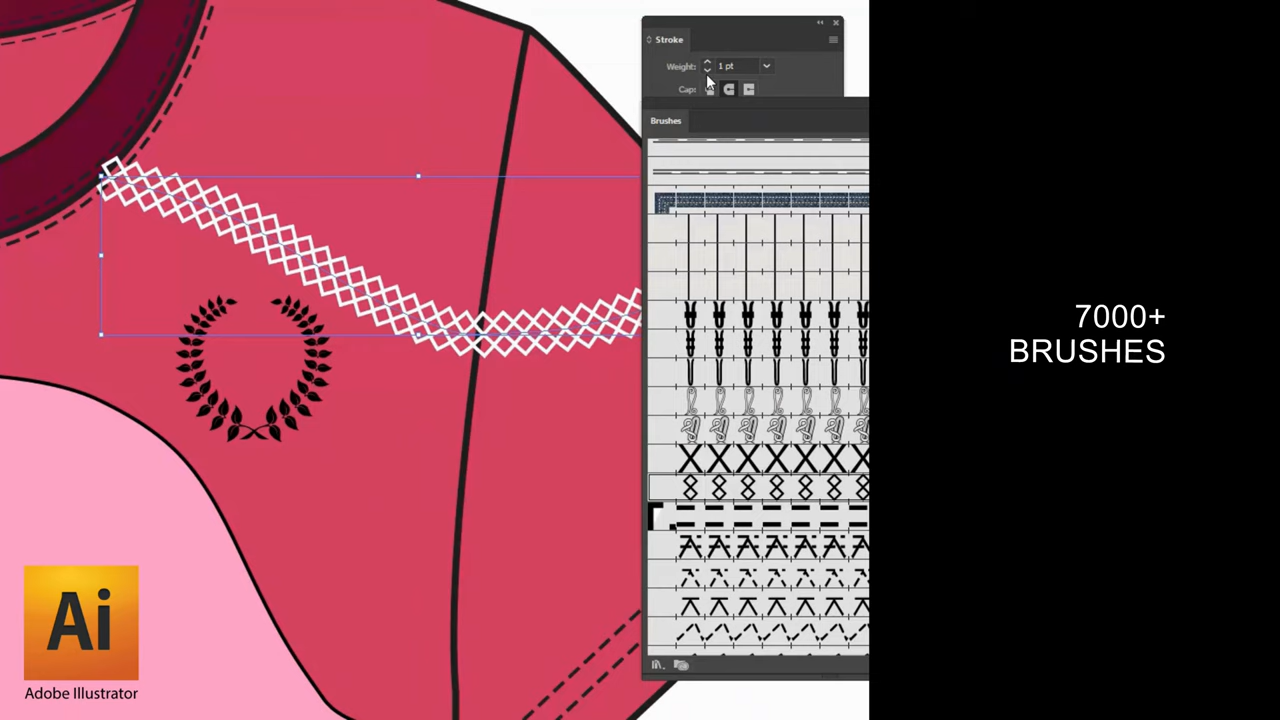 Stroke
Weight:
1 pt
Cap:
Brushes
7000+
BRUSHES
Ai
Adobe Illustrator